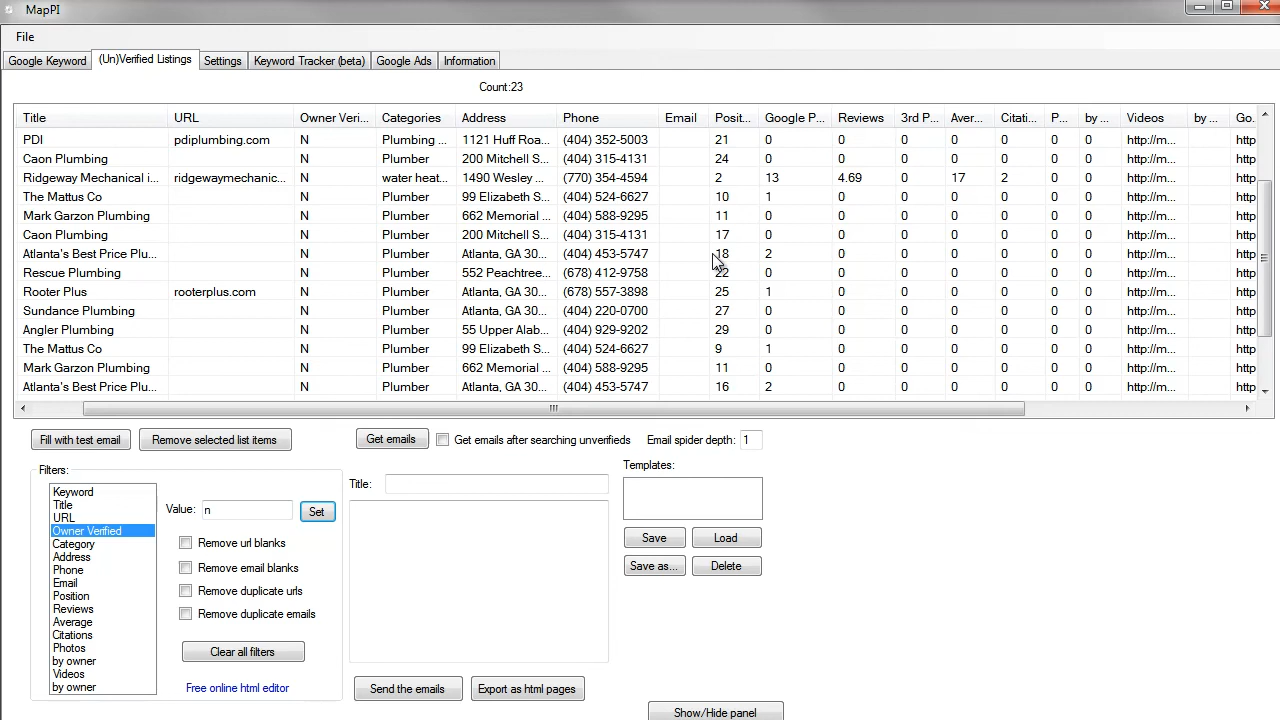 MapPI
File
Google Keyword (Un)Verified Listings Settings Keyword Tracker (beta) Google Ads Information
Count:23
Title URL Owner Veri... Categories Address Phone Email Posit... Google P... Reviews 3rd P... Aver... Citati... P... by ... Videos by ... Go.
PDI pdiplumbing.com N Plumbing ... 1121 Huff Roa... (404) 352-5003 21 0 0 0 0 0 0 0 http://m... http
Caon Plumbing N Plumber 200 Mitchell S... (404) 315-4131 24 0 0 0 0 0 0 0 http://m... http
Ridgeway Mechanical i... ridgewaymechanic... N water heat... 1490 Wesley ... (770) 354-4594 2 13 4.69 0 17 2 0 0 http://m... http
The Mattus Co N Plumber 99 Elizabeth S... (404) 524-6627 10 1 0 0 0 0 0 0 http://m... http
Mark Garzon Plumbing N Plumber 662 Memorial ... (404) 588-9295 11 0 0 0 0 0 0 0 http://m... http
Caon Plumbing N Plumber 200 Mitchell S... (404) 315-4131 17 0 0 0 0 0 0 0 http://m... http
Atlanta's Best Price Plu... N Plumber Atlanta, GA 30... (404) 453-5747 18 2 0 0 0 0 0 0 http://m... http
Rescue Plumbing N Plumber 552 Peachtree... (678) 412-9758 22 0 0 0 0 0 0 0 http://m... http
Rooter Plus rooterplus.com N Plumber Atlanta, GA 30... (678) 557-3898 25 1 0 0 0 0 0 0 http://m... http
Sundance Plumbing N Plumber Atlanta, GA 30... (404) 220-0700 27 0 0 0 0 0 0 0 http://m... http
Angler Plumbing N Plumber 55 Upper Alab... (404) 929-9202 29 0 0 0 0 0 0 0 http://m... http
The Mattus Co N Plumber 99 Elizabeth S... (404) 524-6627 9 1 0 0 0 0 0 0 http://m... http
Mark Garzon Plumbing N Plumber 662 Memorial ... (404) 588-9295 11 0 0 0 0 0 0 0 http://m... http
Atlanta's Best Price Plu... N Plumber Atlanta, GA 30... (404) 453-5747 16 2 0 0 0 0 0 0 http://m... http
Fill with test email Remove selected list items Get emails Get emails after searching unverifieds Email spider depth: 1
Filters:
Keyword
Title
URL
Owner Verified
Category
Address
Phone
Email
Position
Reviews
Average
Citations
Photos
by owner
Videos
by owner
Value: n Set
Remove url blanks
Remove email blanks
Remove duplicate urls
Remove duplicate emails
Clear all filters
Free online html editor
Title:
Templates:
Save Load
Save as... Delete
Send the emails Export as html pages
Show/Hide panel